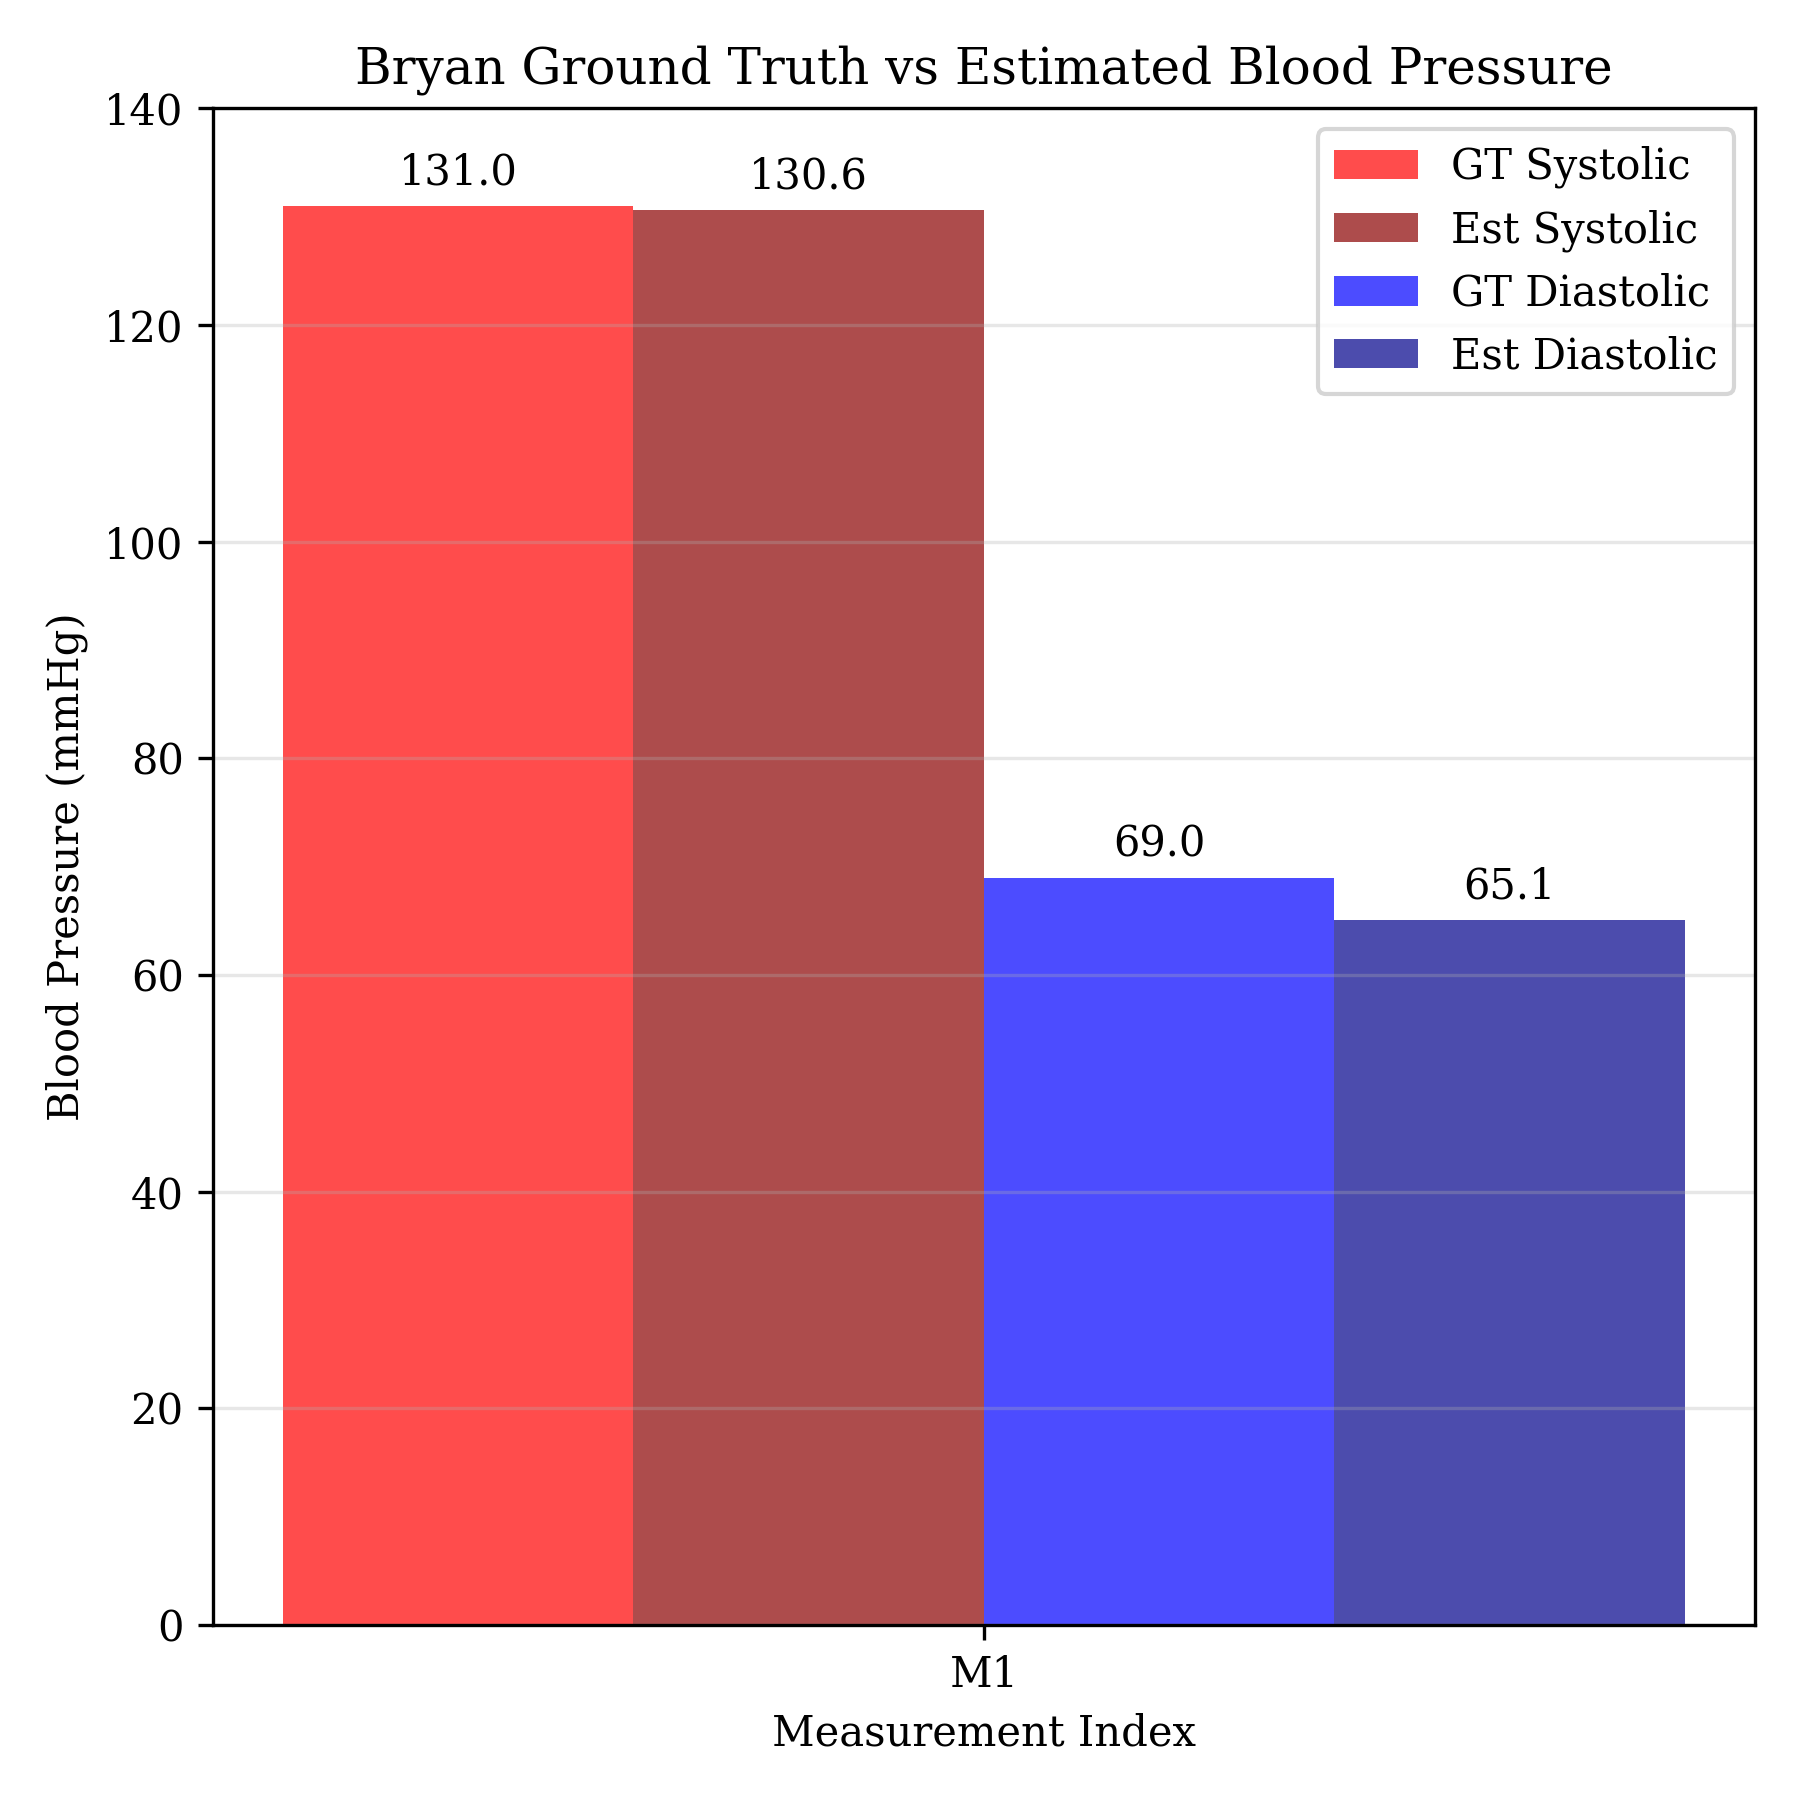 Bryan Ground Truth vs Estimated Blood Pressure
140
120
100
80
60
40
20
0
Blood Pressure (mmHg)
131.0
130.6
69.0
65.1
GT Systolic
Est Systolic
GT Diastolic
Est Diastolic
M1
Measurement Index